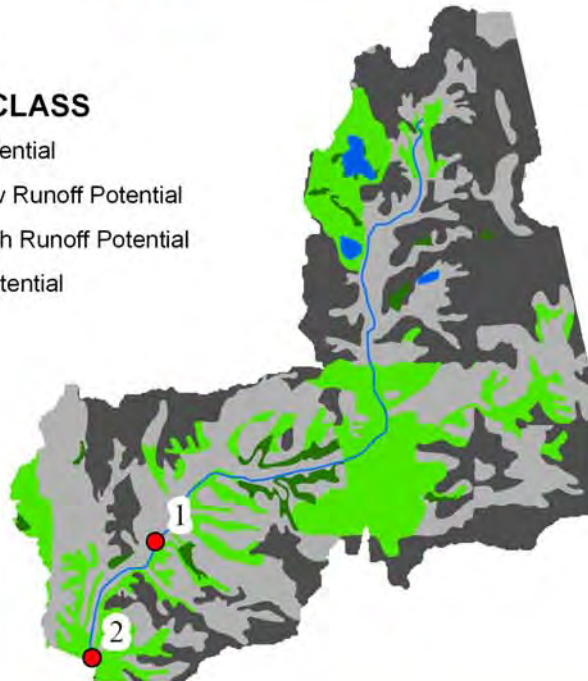 CLASS
ential
v Runoff Potential
h Runoff Potential
tential
1
2